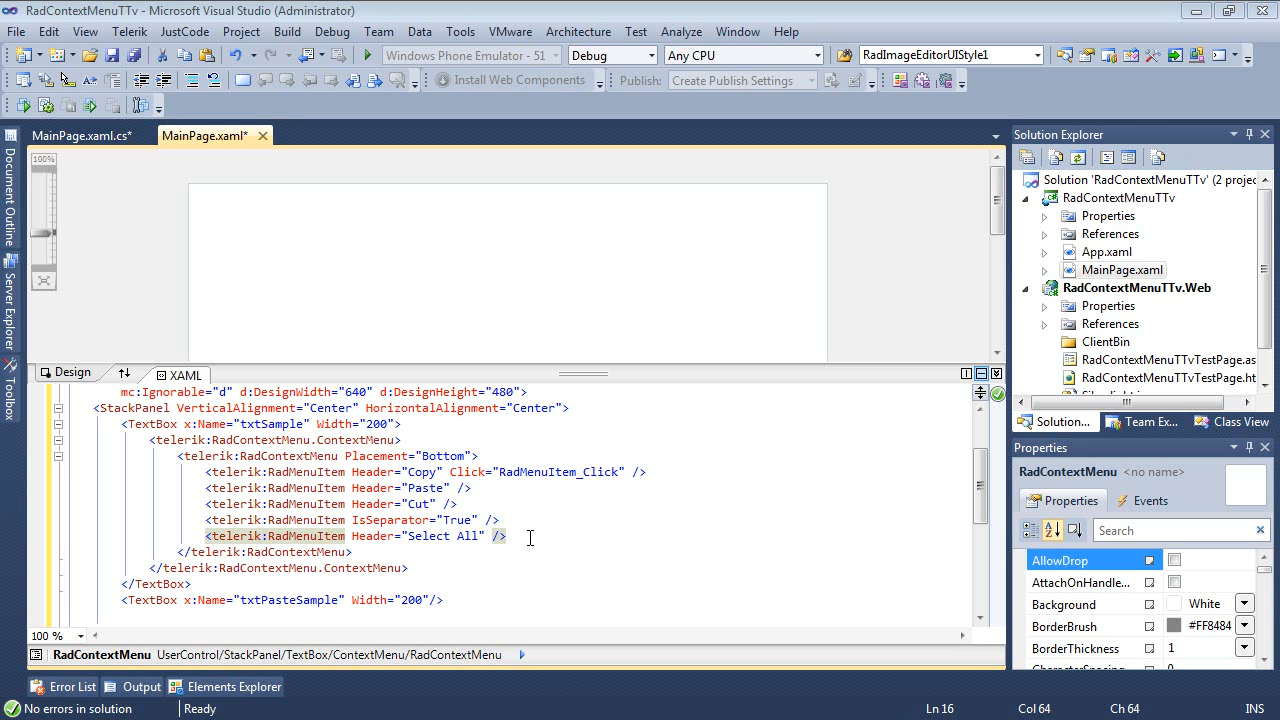 RadContextMenuTTv - Microsoft Visual Studio (Administrator)
File Edit View Telerik JustCode Project Build Debug Team Data Tools VMware Architecture Test Analyze Window Help
Windows Phone Emulator - 51 Debug Any CPU RadImageEditorUIStyle1
Install Web Components Publish: Create Publish Settings
MainPage.xaml.cs* MainPage.xaml*
Document Outline
Server Explorer
Toolbox
100%
Design XAML
mc:Ignorable="d" d:DesignWidth="640" d:DesignHeight="480">
<StackPanel VerticalAlignment="Center" HorizontalAlignment="Center">
<TextBox x:Name="txtSample" Width="200">
<telerik:RadContextMenu.ContextMenu>
<telerik:RadContextMenu Placement="Bottom">
<telerik:RadMenuItem Header="Copy" Click="RadMenuItem_Click" />
<telerik:RadMenuItem Header="Paste" />
<telerik:RadMenuItem Header="Cut" />
<telerik:RadMenuItem IsSeparator="True" />
<telerik:RadMenuItem Header="Select All" />
</telerik:RadContextMenu>
</telerik:RadContextMenu.ContextMenu>
</TextBox>
<TextBox x:Name="txtPasteSample" Width="200"/>
100 %
RadContextMenu UserControl/StackPanel/TextBox/ContextMenu/RadContextMenu
Error List Output Elements Explorer
No errors in solution Ready Ln 16 Col 64 Ch 64 INS
Solution Explorer
Solution 'RadContextMenuTTv' (2 projec
RadContextMenuTTv
Properties
References
App.xaml
MainPage.xaml
RadContextMenuTTv.Web
Properties
References
ClientBin
RadContextMenuTTvTestPage.as
RadContextMenuTTvTestPage.ht
Solution... Team Ex... Class View
Properties
RadContextMenu <no name>
Properties Events
Search
AllowDrop
AttachOnHandle...
Background White
BorderBrush #FF8484
BorderThickness 1